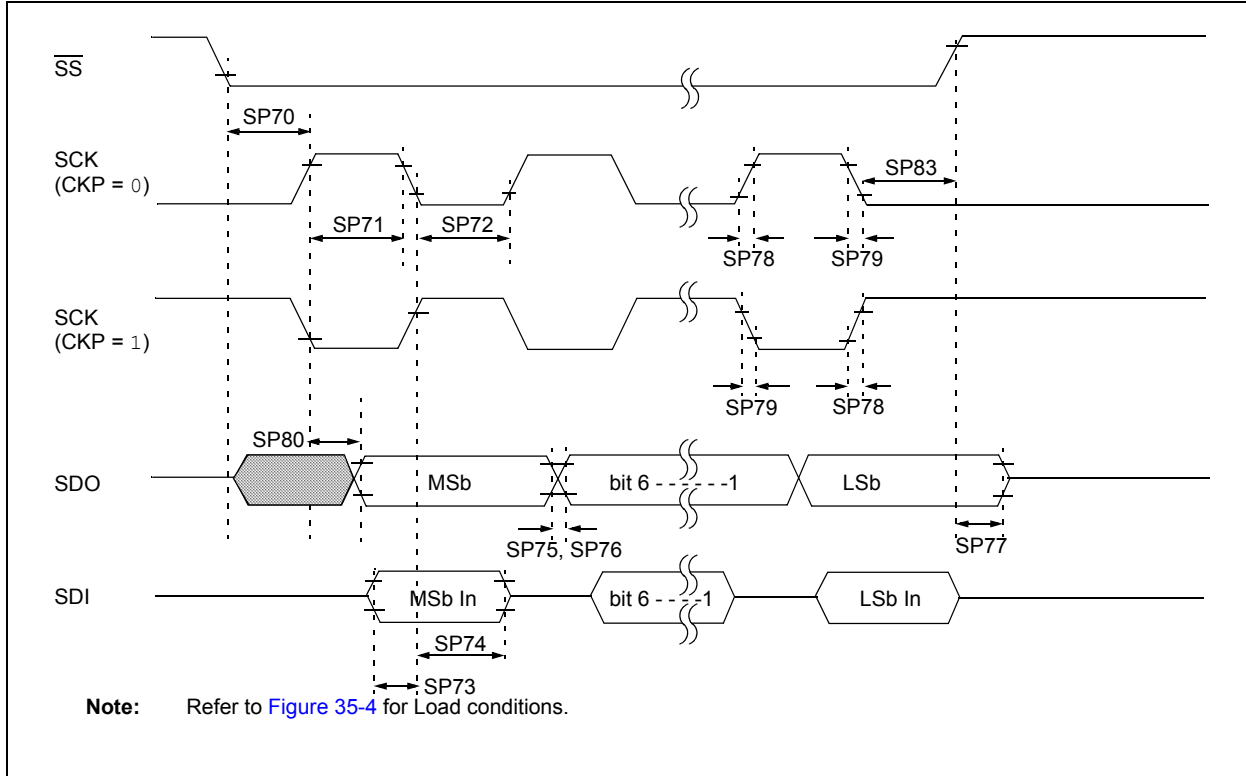 SS
SP70
SCK
(CKP = 0)
SP83
SP71
SP72
SP78
SP79
SCK
(CKP = 1)
SP79
SP78
SP80
SDO
MSb
bit 6 - - - - - -1
LSb
SP75, SP76
SP77
SDI
MSb In
bit 6 - - - -1
LSb In
SP74
SP73
Note: Refer to Figure 35-4 for Load conditions.